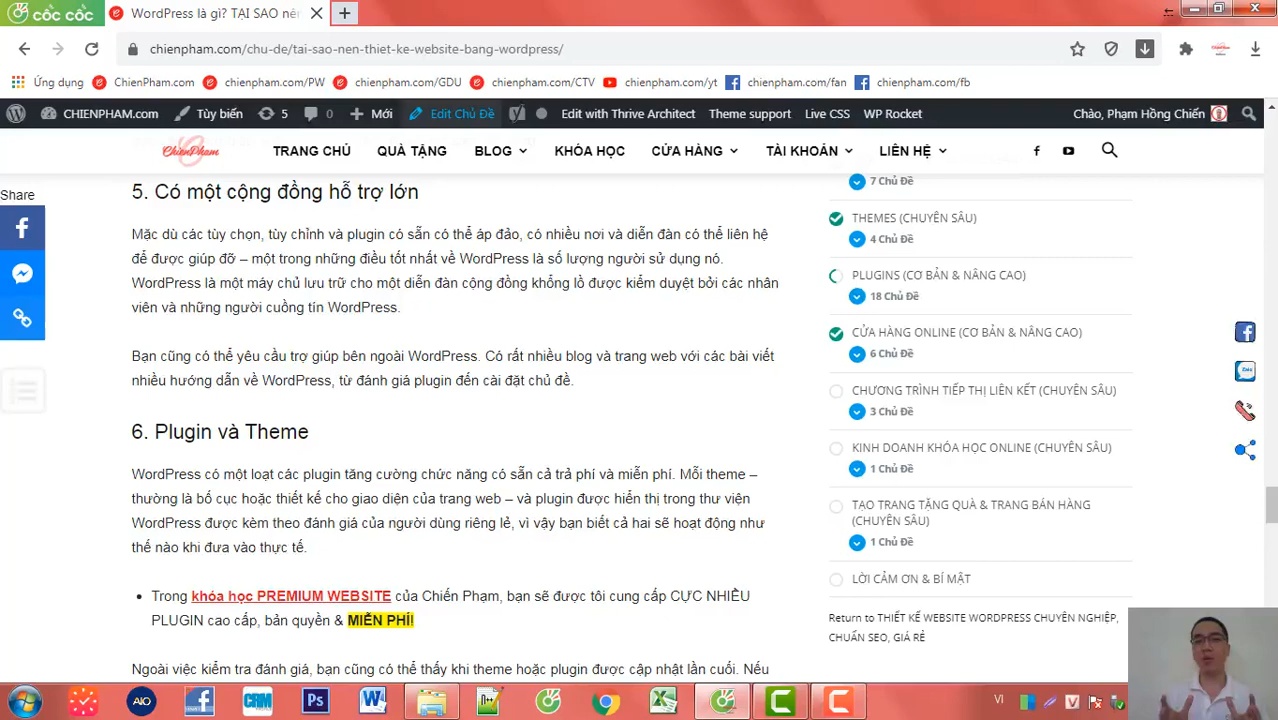 cốc cốc
WordPress là gì? TẠI SAO nên
chienpham.com/chu-de/tai-sao-nen-thiet-ke-website-bang-wordpress/
Ứng dụng ChienPham.com chienpham.com/PW chienpham.com/GDU chienpham.com/CTV chienpham.com/yt chienpham.com/fan chienpham.com/fb
CHIENPHAM.com Tùy biến 5 0 Mới Edit Chủ Đề Edit with Thrive Architect Theme support Live CSS WP Rocket Chào, Phạm Hồng Chiến
ChienPham TRANG CHỦ QUÀ TẶNG BLOG KHÓA HỌC CỬA HÀNG TÀI KHOẢN LIÊN HỆ
Share
5. Có một cộng đồng hỗ trợ lớn
Mặc dù các tùy chọn, tùy chỉnh và plugin có sẵn có thể áp đảo, có nhiều nơi và diễn đàn có thể liên hệ
để được giúp đỡ – một trong những điều tốt nhất về WordPress là số lượng người sử dụng nó.
WordPress là một máy chủ lưu trữ cho một diễn đàn cộng đồng khổng lồ được kiểm duyệt bởi các nhân
viên và những người cuồng tín WordPress.
Bạn cũng có thể yêu cầu trợ giúp bên ngoài WordPress. Có rất nhiều blog và trang web với các bài viết
nhiều hướng dẫn về WordPress, từ đánh giá plugin đến cài đặt chủ đề.
6. Plugin và Theme
WordPress có một loạt các plugin tăng cường chức năng có sẵn cả trả phí và miễn phí. Mỗi theme –
thường là bố cục hoặc thiết kế cho giao diện của trang web – và plugin được hiển thị trong thư viện
WordPress được kèm theo đánh giá của người dùng riêng lẻ, vì vậy bạn biết cả hai sẽ hoạt động như
thế nào khi đưa vào thực tế.
Trong khóa học PREMIUM WEBSITE của Chiến Phạm, bạn sẽ được tôi cung cấp CỰC NHIỀU
PLUGIN cao cấp, bản quyền & MIỄN PHÍ!
Ngoài việc kiểm tra đánh giá, bạn cũng có thể thấy khi theme hoặc plugin được cập nhật lần cuối. Nếu
7 Chủ Đề
THEMES (CHUYÊN SÂU)
4 Chủ Đề
PLUGINS (CƠ BẢN & NÂNG CAO)
18 Chủ Đề
CỬA HÀNG ONLINE (CƠ BẢN & NÂNG CAO)
6 Chủ Đề
CHƯƠNG TRÌNH TIẾP THỊ LIÊN KẾT (CHUYÊN SÂU)
3 Chủ Đề
KINH DOANH KHÓA HỌC ONLINE (CHUYÊN SÂU)
1 Chủ Đề
TẠO TRANG TẶNG QUÀ & TRANG BÁN HÀNG
(CHUYÊN SÂU)
1 Chủ Đề
LỜI CẢM ƠN & BÍ MẬT
Return to THIẾT KẾ WEBSITE WORDPRESS CHUYÊN NGHIỆP,
CHUẨN SEO, GIÁ RẺ
Zalo
AIO CRM Ps VI